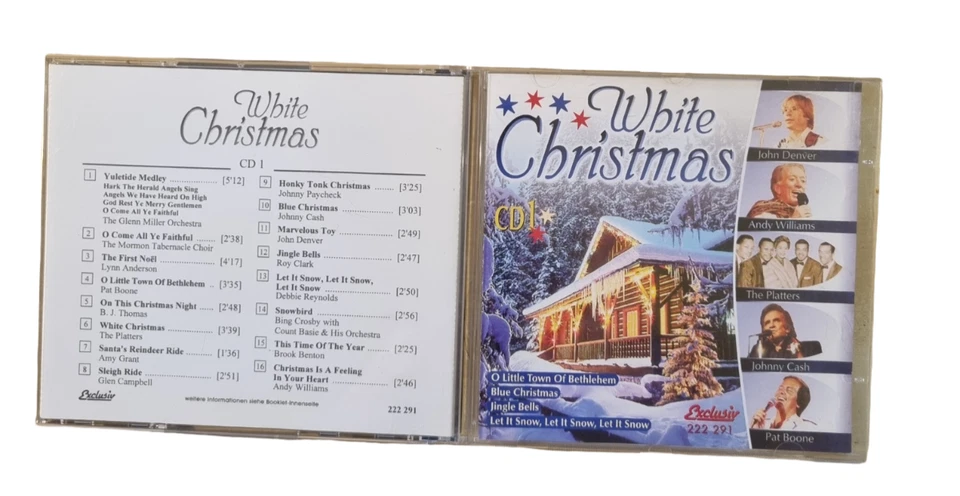 White
Christmas
CD 1
1 Yuletide Medley [5'12]
Hark The Herald Angels Sing
Angels We Have Heard On High
God Rest Ye Merry Gentlemen
O Come All Ye Faithful
The Glenn Miller Orchestra
2 O Come All Ye Faithful [2'38]
The Mormon Tabernacle Choir
3 The First Noël [4'17]
Lynn Anderson
4 O Little Town Of Bethlehem [3'35]
Pat Boone
5 On This Christmas Night [2'48]
B. J. Thomas
6 White Christmas [3'39]
The Platters
7 Santa's Reindeer Ride [1'36]
Amy Grant
8 Sleigh Ride [2'51]
Glen Campbell
9 Honky Tonk Christmas [3'25]
Johnny Paycheck
10 Blue Christmas [3'03]
Johnny Cash
11 Marvelous Toy [2'49]
John Denver
12 Jingle Bells [2'47]
Roy Clark
13 Let It Snow, Let It Snow,
Let It Snow [2'50]
Debbie Reynolds
14 Snowbird [2'56]
Bing Crosby with
Count Basie & His Orchestra
15 This Time Of The Year [2'25]
Brook Benton
16 Christmas Is A Feeling
In Your Heart [2'46]
Andy Williams
Exclusiv
weitere Informationen siehe Booklet-Innenseite
222 291
White
Christmas
CD1
John Denver
Andy Williams
The Platters
Johnny Cash
Pat Boone
O Little Town Of Bethlehem
Blue Christmas
Jingle Bells
Let It Snow, Let It Snow, Let It Snow
Exclusiv
222 291